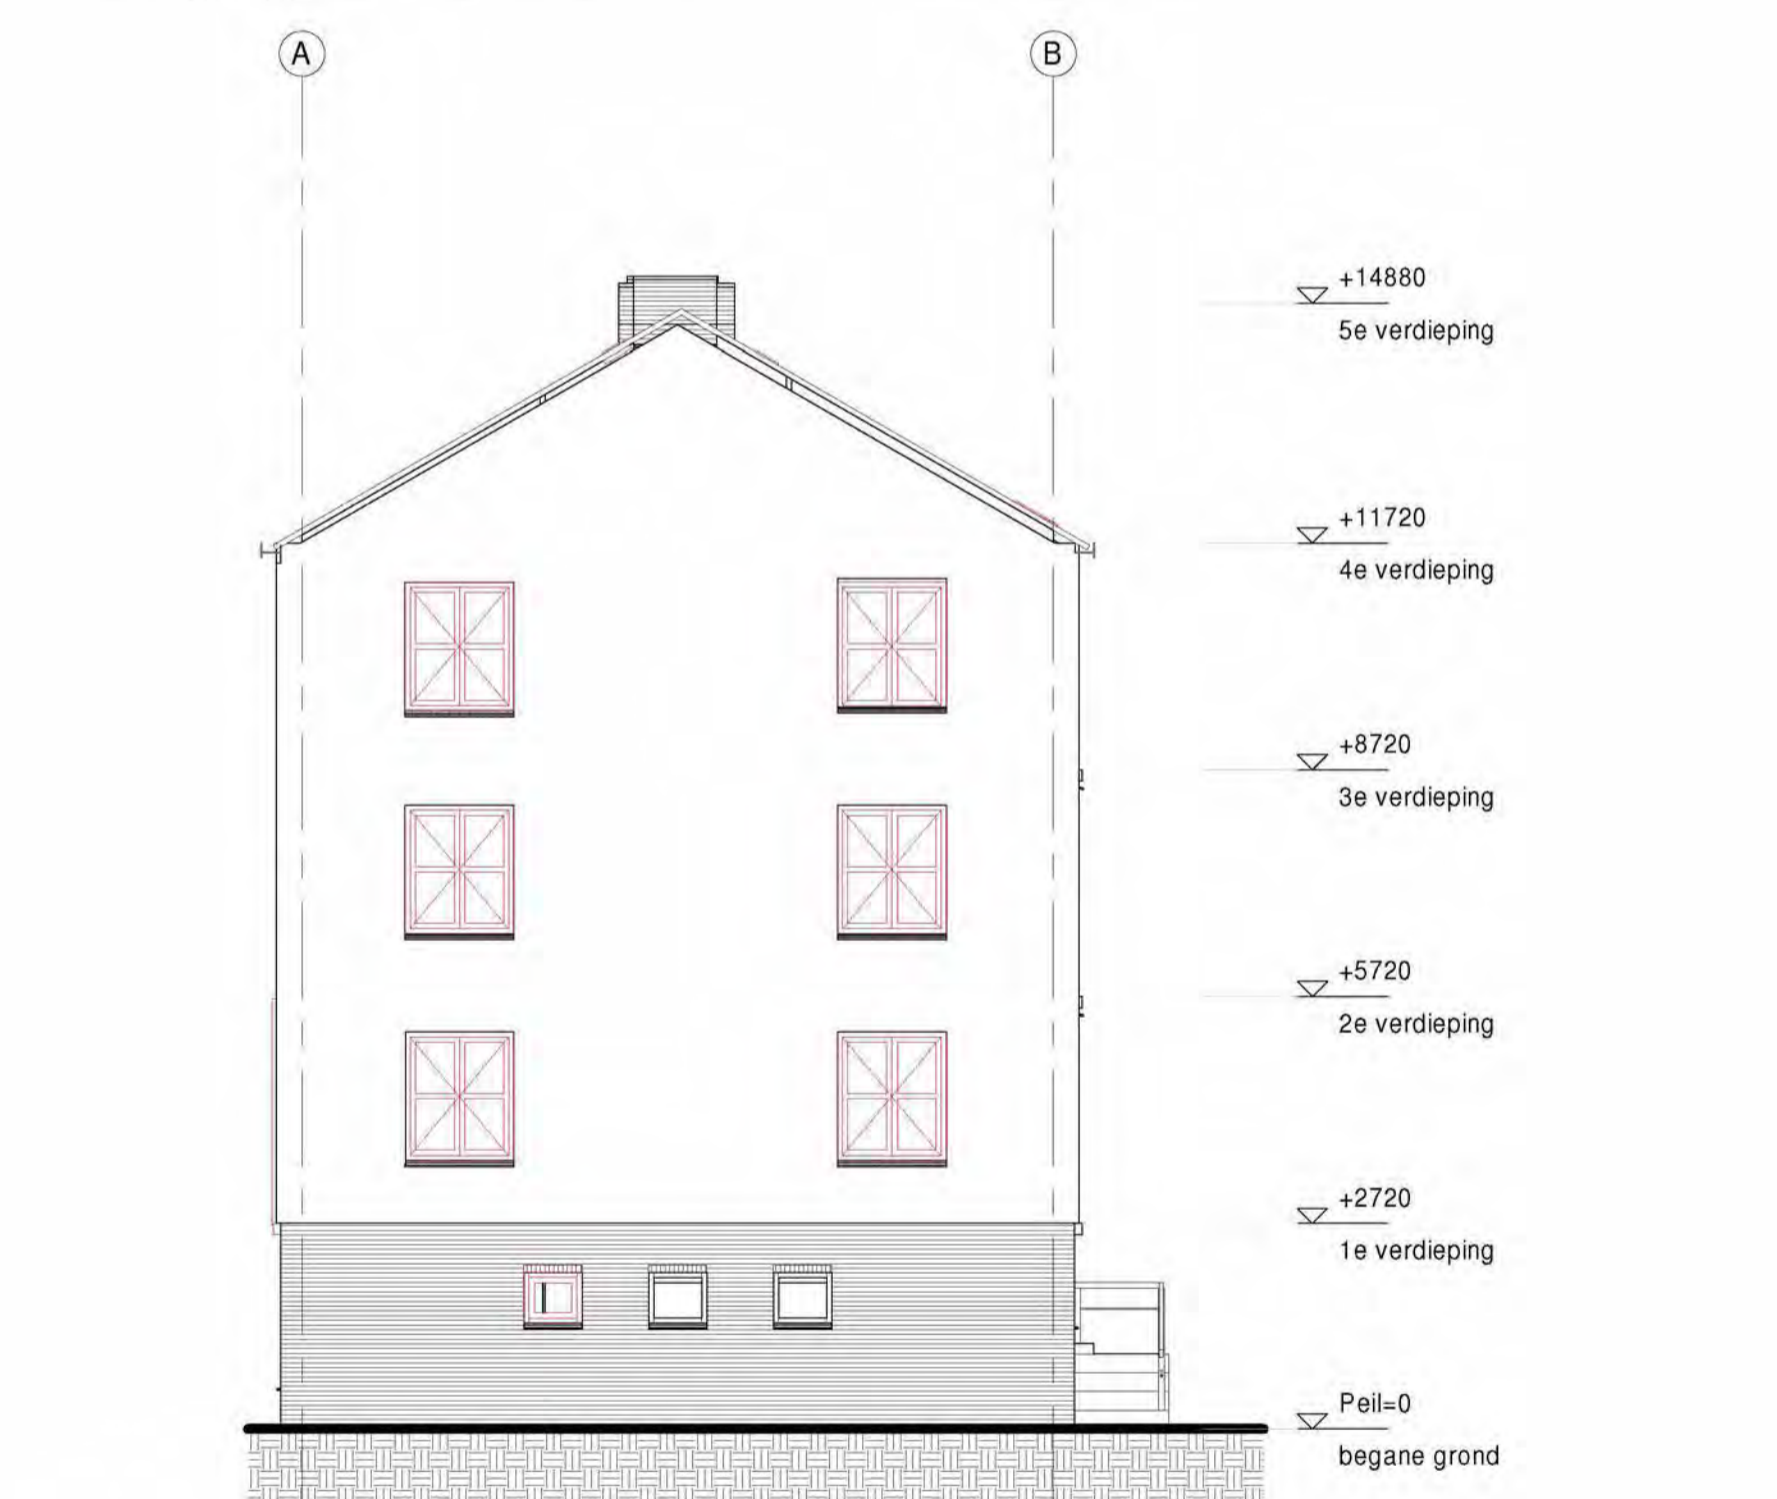 A
B
+14880
5e verdieping
+11720
4e verdieping
+8720
3e verdieping
+5720
2e verdieping
+2720
1e verdieping
Peil=0
begane grond